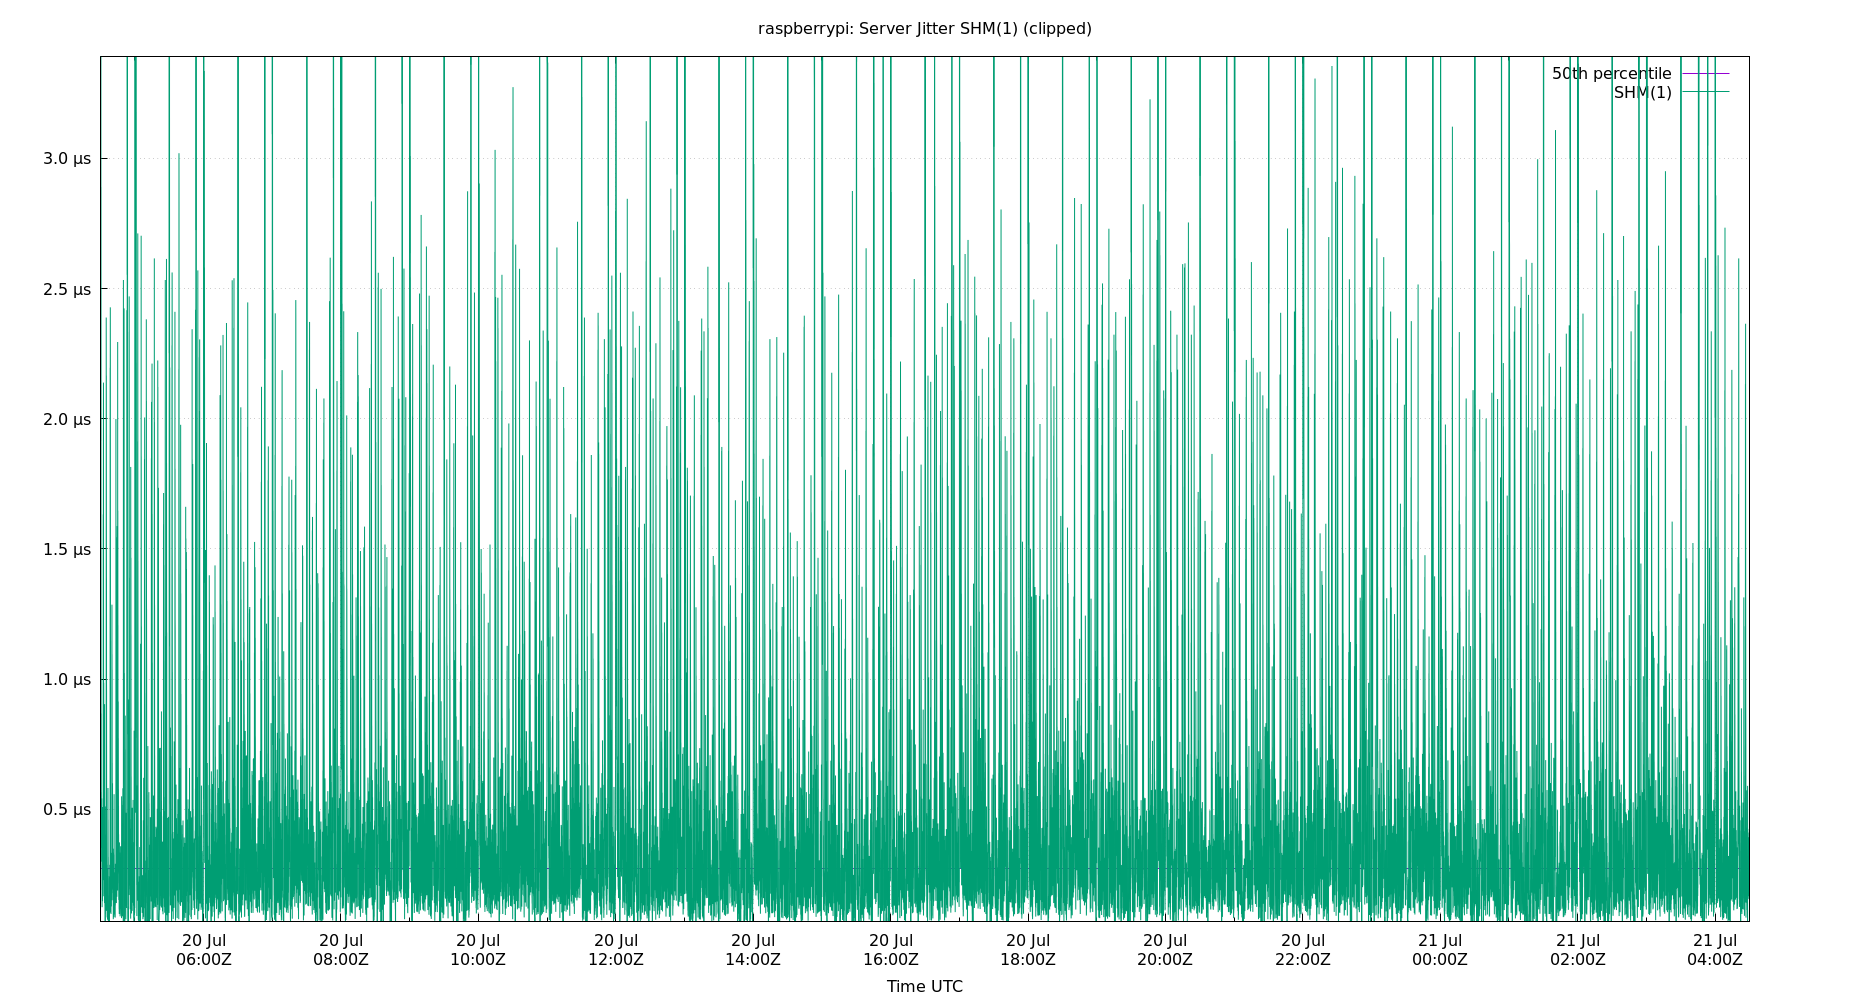 raspberrypi: Server Jitter SHM(1) (clipped)
50th percentile
SHM(1)
3.0 µs
2.5 µs
2.0 µs
1.5 µs
1.0 µs
0.5 µs
20 Jul 20 Jul 20 Jul 20 Jul 20 Jul 20 Jul 20 Jul 20 Jul 20 Jul 21 Jul 21 Jul 21 Jul
06:00Z 08:00Z 10:00Z 12:00Z 14:00Z 16:00Z 18:00Z 20:00Z 22:00Z 00:00Z 02:00Z 04:00Z
Time UTC